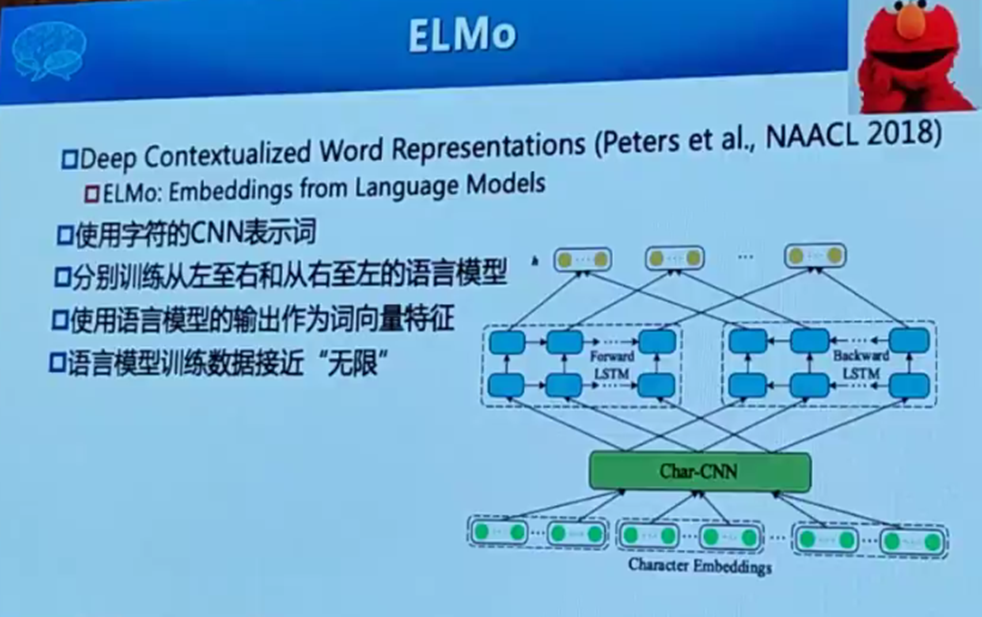 ELMo
Deep Contextualized Word Representations (Peters et al., NAACL 2018)
ELMo: Embeddings from Language Models
使用字符的CNN表示词
分别训练从左至右和从右至左的语言模型
使用语言模型的输出作为词向量特征
语言模型训练数据接近“无限”
...
Forward
LSTM
Backward
LSTM
Char-CNN
Character Embeddings